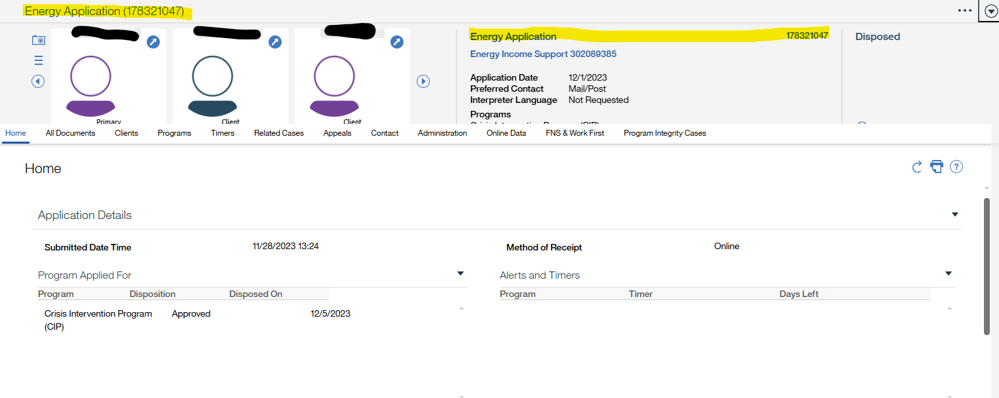 Energy Application (178321047)
Primary
Client
Client
Energy Application 178321047
Energy Income Support 302089385
Application Date 12/1/2023
Preferred Contact Mail/Post
Interpreter Language Not Requested
Programs
Disposed
Home All Documents Clients Programs Timers Related Cases Appeals Contact Administration Online Data FNS & Work First Program Integrity Cases
Home
Application Details
Submitted Date Time 11/28/2023 13:24 Method of Receipt Online
Program Applied For
Program Disposition Disposed On
Crisis Intervention Program Approved 12/5/2023
(CIP)
Alerts and Timers
Program Timer Days Left